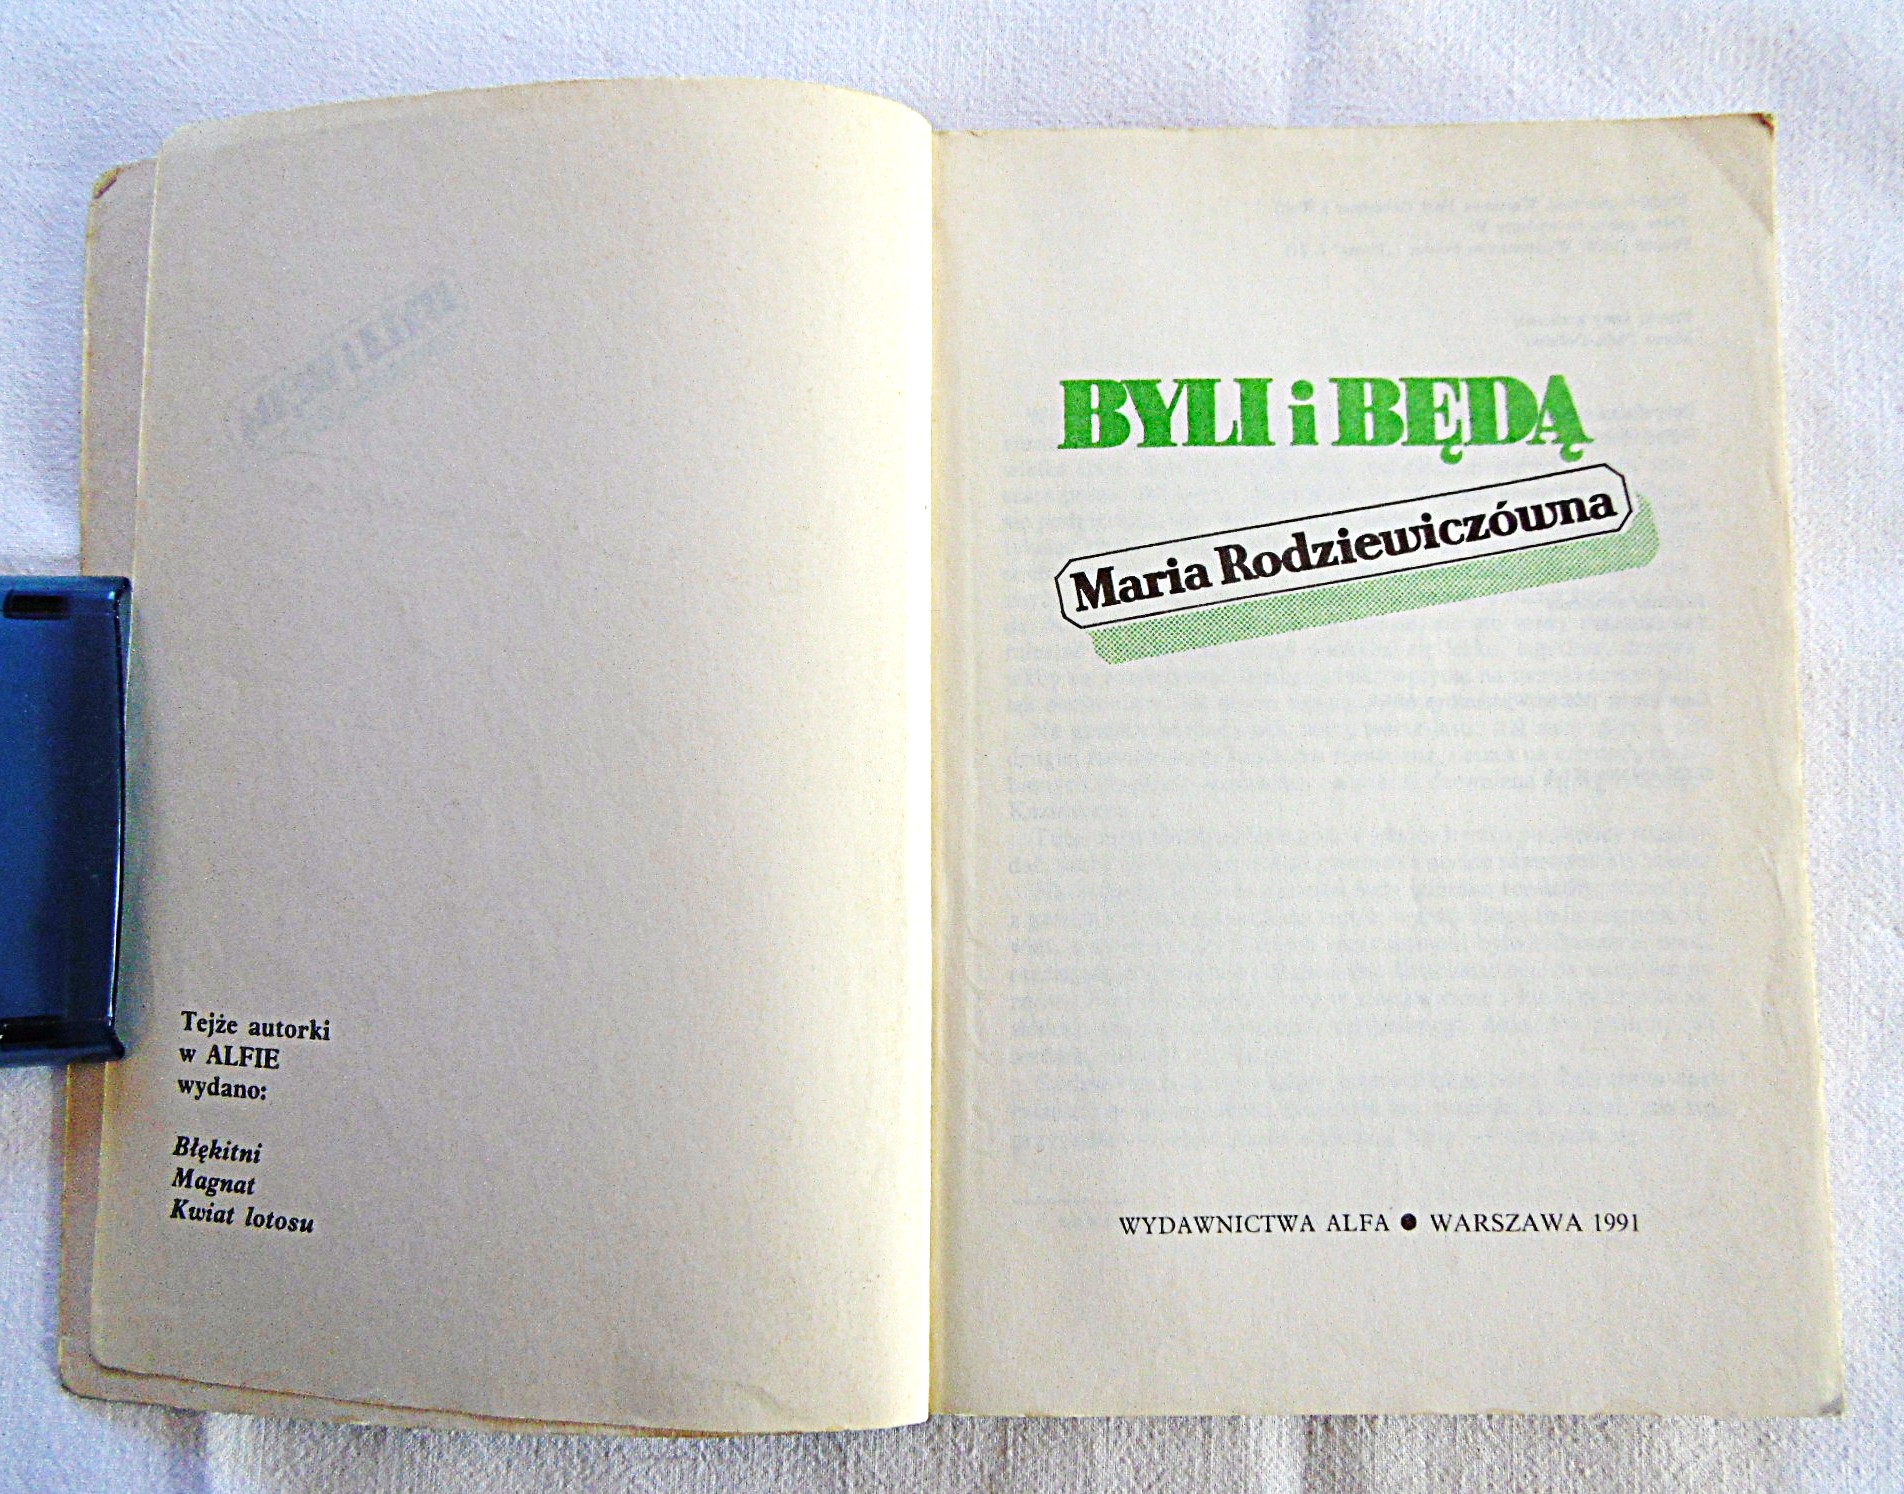 Tejże autorki
w ALFIE
wydano:
Błękitni
Magnat
Kwiat lotosu
BYLI i BĘDĄ
Maria Rodziewiczówna
WYDAWNICTWA ALFA ● WARSZAWA 1991